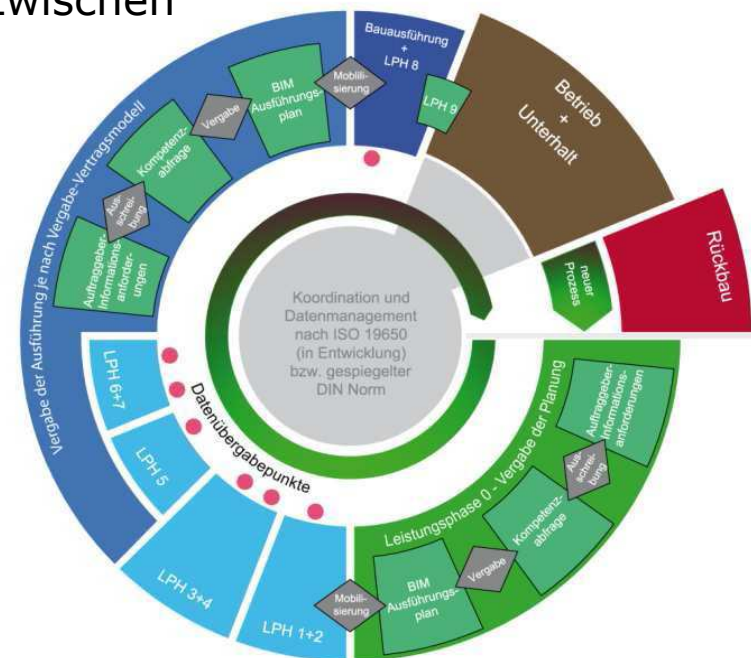 zwischen
Bauausführung
+
LPH 8
LPH 9
Betrieb
+
Unterhalt
Rückbau
neuer
Prozess
Moblili-
sierung
BIM
Ausführungs-
plan
Vergabe
Kompetenz-
abfrage
Aus-
schrei-
bung
Auftraggeber-
Informations-
anforder-
ungen
Vergabe der Ausführung je nach Vergabe-Vertragsmodell
Koordination und
Datenmanagement
nach ISO 19650
(in Entwicklung)
bzw. gespiegelter
DIN Norm
LPH 6+7
LPH 5
LPH 3+4
LPH 1+2
Datenübergabepunkte
Leistungsphase 0 - Vergabe der Planung
Auftraggeber-
Informations-
anforderungen
Aus-
schrei-
bung
Kompetenz-
abfrage
Vergabe
BIM
Ausführungs-
plan
Mobili-
sierung